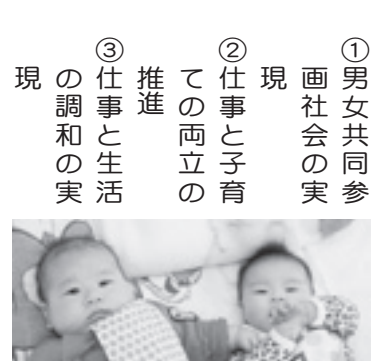 ①男女共同参
画社会の実
現
②仕事と子育
ての両立の
推進
③仕事と生活
の調和の実
現